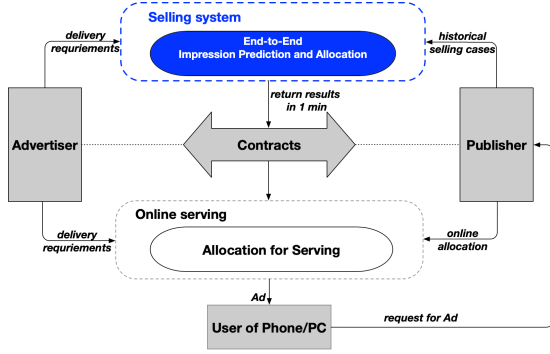 Selling system
delivery
requriements
End-to-End
Impression Prediction and Allocation
historical
selling cases
return results
in 1 min
Advertiser
Contracts
Publisher
Online serving
delivery
requriements
Allocation for Serving
online
allocation
Ad
User of Phone/PC
request for Ad